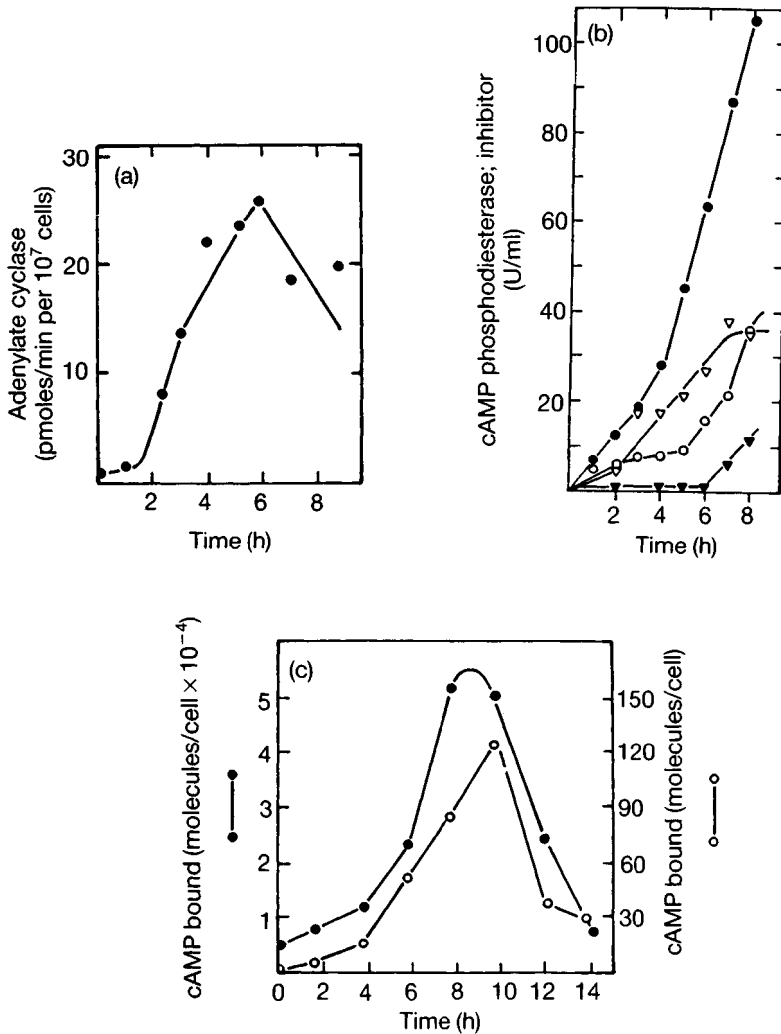 (a)
Adenylate cyclase
(pmoles/min per 10⁷ cells)
30
20
10
2 4 6 8
Time (h)
(b)
cAMP phosphodiesterase; inhibitor
(U/ml)
100
80
60
40
20
2 4 6 8
Time (h)
(c)
cAMP bound (molecules/cell × 10⁻⁴)
5
4
3
2
1
150
120
90
60
30
cAMP bound (molecules/cell)
0 2 4 6 8 10 12 14
Time (h)